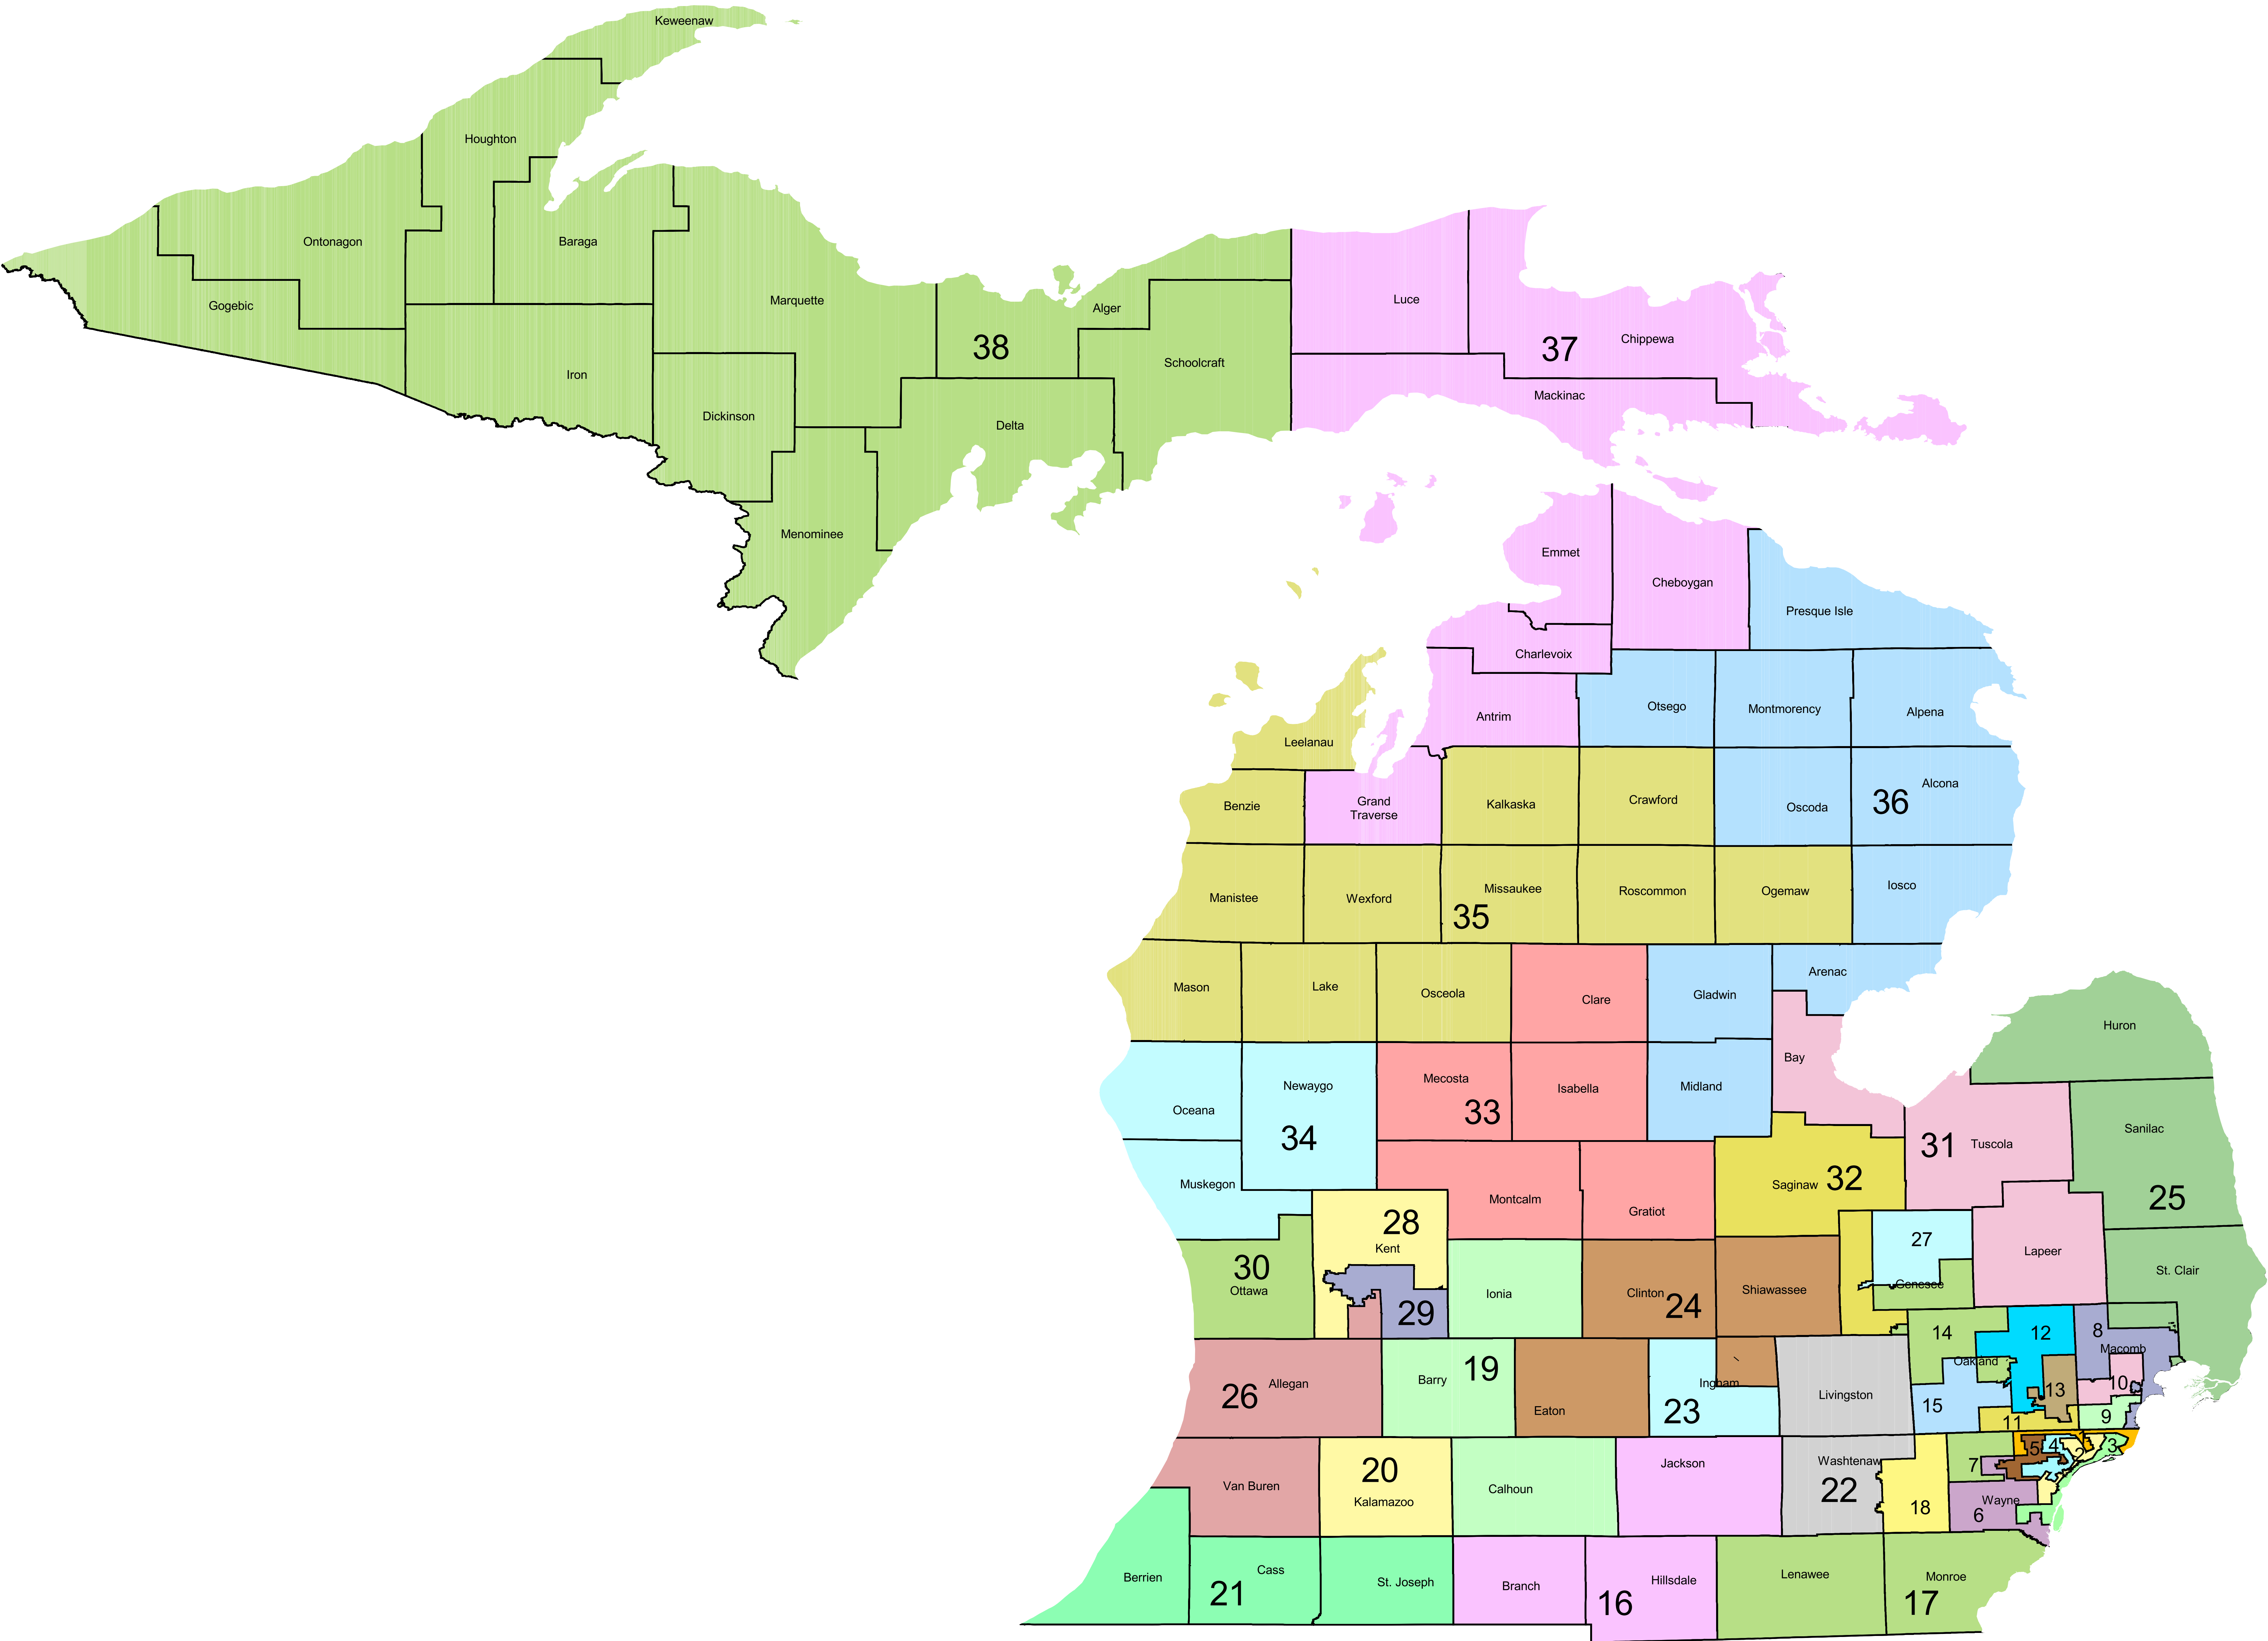 Keweenaw
Houghton
Ontonagon
Baraga
Gogebic
Marquette
Alger
Luce
38
37
Chippewa
Schoolcraft
Iron
Mackinac
Dickinson
Delta
Menominee
Emmet
Cheboygan
Presque Isle
Charlevoix
Antrim
Otsego
Montmorency
Alpena
Leelanau
Benzie
Grand
Traverse
Kalkaska
Crawford
Oscoda
36
Alcona
Manistee
Wexford
Missaukee
35
Roscommon
Ogemaw
Iosco
Mason
Lake
Osceola
Clare
Gladwin
Arenac
Huron
Bay
Oceana
Newaygo
34
Mecosta
33
Isabella
Midland
31
Tuscola
Sanilac
25
Muskegon
Montcalm
Gratiot
Saginaw
32
28
Kent
27
Lapeer
St. Clair
30
Ottawa
29
Ionia
Clinton
24
Shiawassee
Genesee
14
12
8
Macomb
Oakland
26
Allegan
Barry
19
Eaton
Ingham
23
Livingston
15
13
10
11
9
Van Buren
20
Kalamazoo
Calhoun
Jackson
Washtenaw
22
18
7
5
4
2
1
3
Wayne
6
Berrien
Cass
21
St. Joseph
Branch
16
Hillsdale
Lenawee
Monroe
17